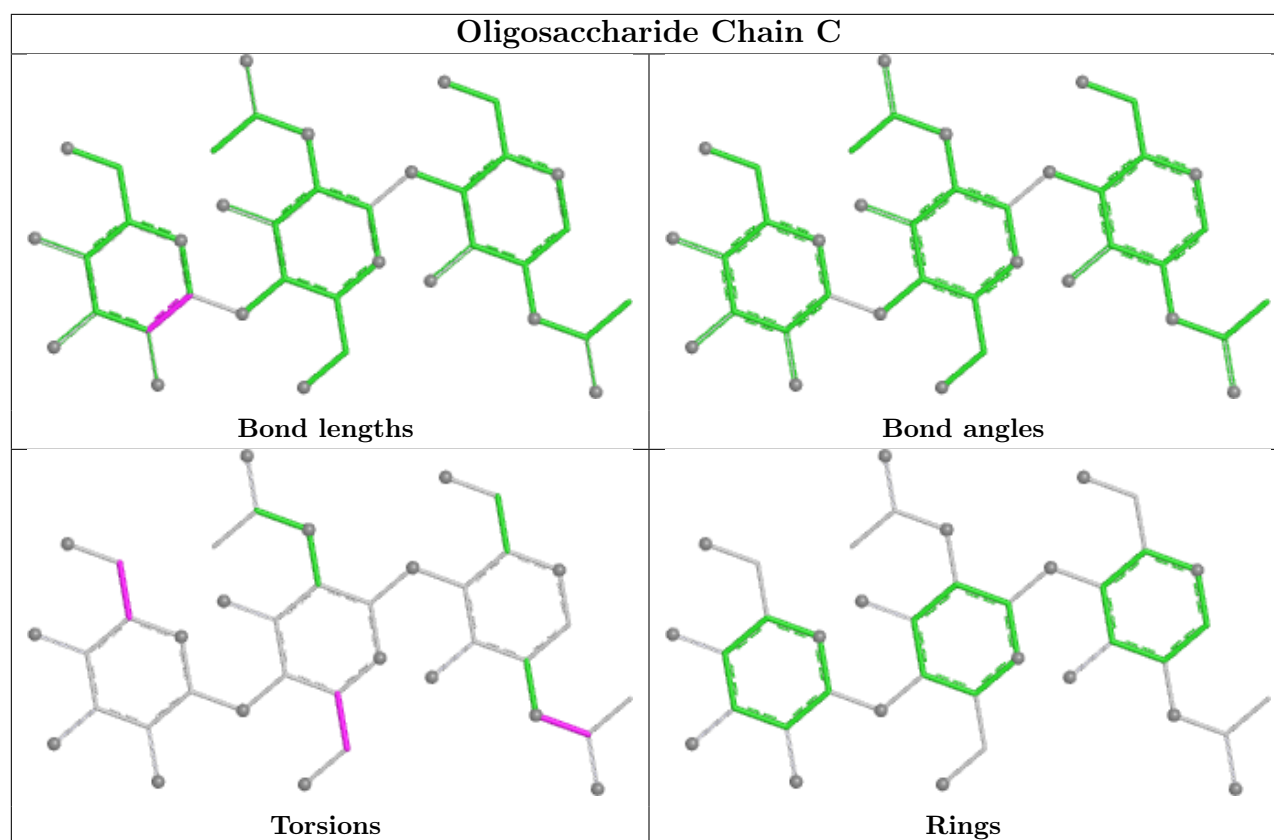 Oligosaccharide Chain C
Bond lengths
Bond angles
Torsions
Rings